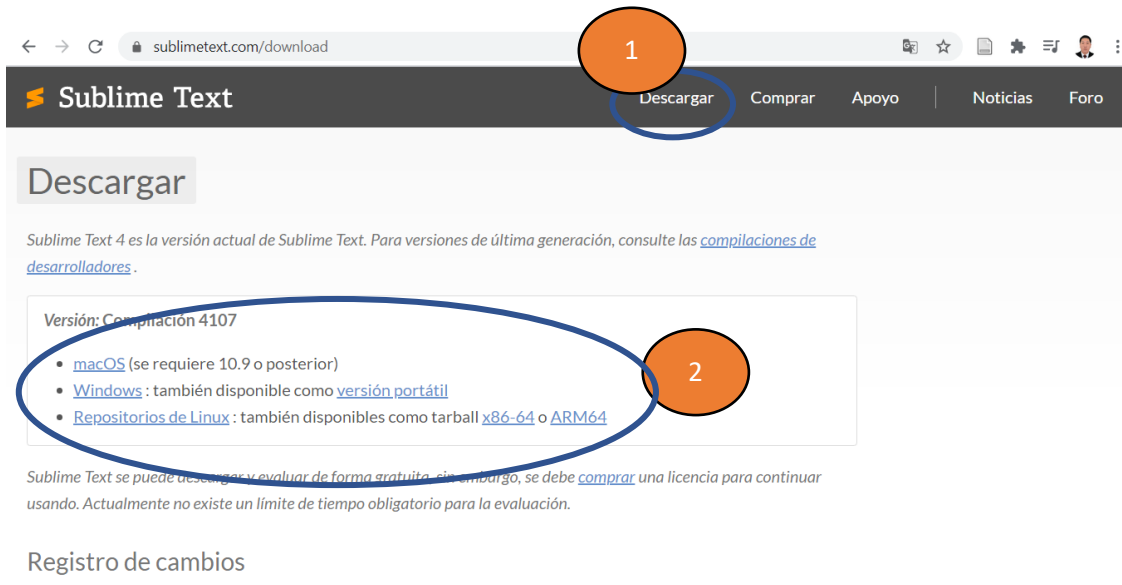 sublimetext.com/download
1
Sublime Text
Descargar Comprar Apoyo Noticias Foro
Descargar
Sublime Text 4 es la versión actual de Sublime Text. Para versiones de última generación, consulte las compilaciones de
desarrolladores .
Versión: Compilación 4107
2
macOS (se requiere 10.9 o posterior)
Windows : también disponible como versión portátil
Repositorios de Linux : también disponibles como tarball x86-64 o ARM64
Sublime Text se puede descargar y evaluar de forma gratuita, sin embargo, se debe comprar una licencia para continuar
usando. Actualmente no existe un límite de tiempo obligatorio para la evaluación.
Registro de cambios